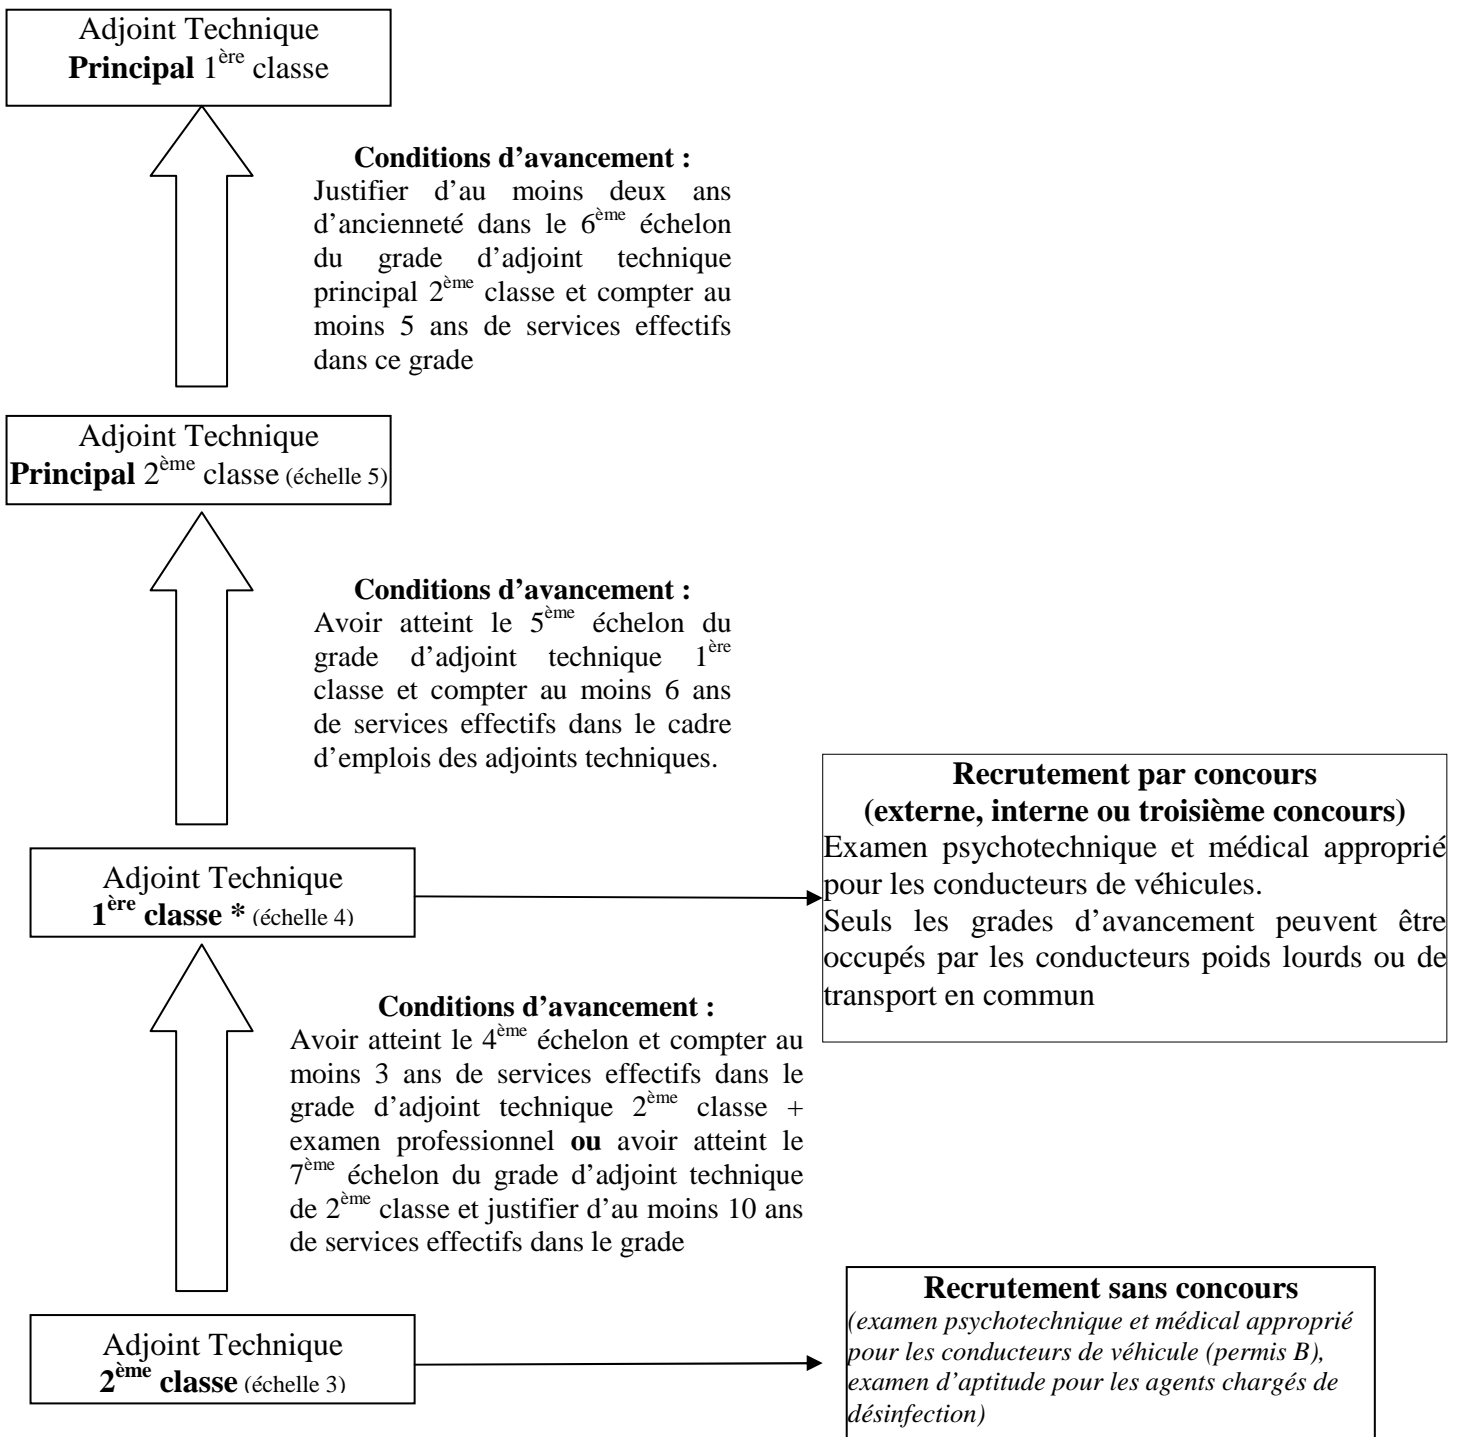 Adjoint Technique
Principal 1ère classe
Conditions d’avancement :
Justifier d’au moins deux ans
d’ancienneté dans le 6ème échelon
du grade d’adjoint technique
principal 2ème classe et compter au
moins 5 ans de services effectifs
dans ce grade
Adjoint Technique
Principal 2ème classe (échelle 5)
Conditions d’avancement :
Avoir atteint le 5ème échelon du
grade d’adjoint technique 1ère
classe et compter au moins 6 ans
de services effectifs dans le cadre
d’emplois des adjoints techniques.
Adjoint Technique
1ère classe * (échelle 4)
Recrutement par concours
(externe, interne ou troisième concours)
Examen psychotechnique et médical approprié
pour les conducteurs de véhicules.
Seuls les grades d’avancement peuvent être
occupés par les conducteurs poids lourds ou de
transport en commun
Conditions d’avancement :
Avoir atteint le 4ème échelon et compter au
moins 3 ans de services effectifs dans le
grade d’adjoint technique 2ème classe +
examen professionnel ou avoir atteint le
7ème échelon du grade d’adjoint technique
de 2ème classe et justifier d’au moins 10 ans
de services effectifs dans le grade
Adjoint Technique
2ème classe (échelle 3)
Recrutement sans concours
(examen psychotechnique et médical approprié
pour les conducteurs de véhicule (permis B),
examen d’aptitude pour les agents chargés de
désinfection)